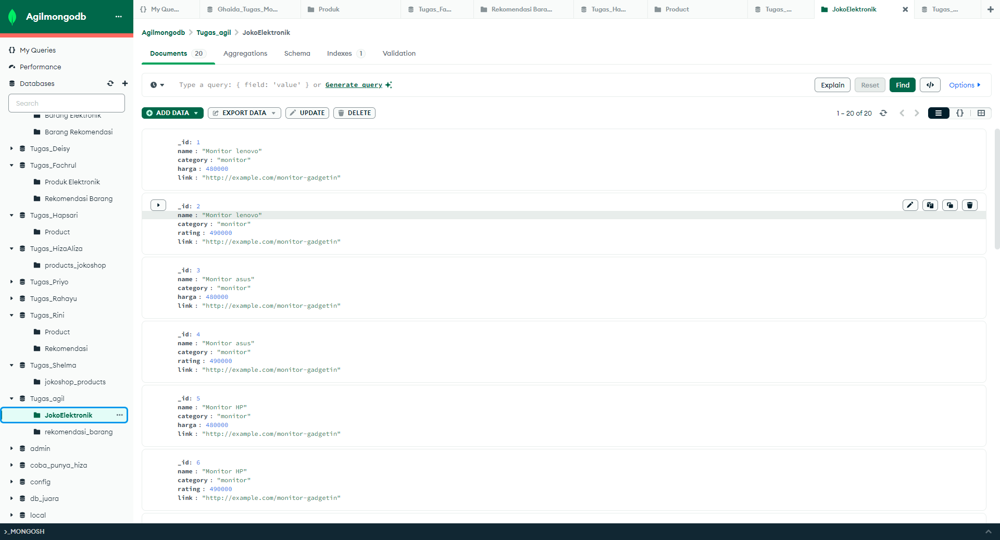 Agilmongodb
My Que...
Ghaida_Tugas_Mo...
Produk
Tugas_Fa...
Rekomendasi Bara...
Tugas_Ha...
Product
Tugas_...
JokoElektronik
Tugas_...
Agilmongodb
Tugas_agil
JokoElektronik
My Queries
Performance
Databases
Search
Barang Elektronik
Barang Rekomendasi
Tugas_Deisy
Tugas_Fachrul
Produk Elektronik
Rekomendasi Barang
Tugas_Hapsari
Product
Tugas_HizaAliza
products_jokoshop
Tugas_Priyo
Tugas_Rahayu
Tugas_Rini
Product
Rekomendasi
Tugas_Shelma
jokoshop_products
Tugas_agil
JokoElektronik
rekomendasi_barang
admin
coba_punya_hiza
config
db_juara
local
Documents 20 Aggregations Schema Indexes 1 Validation
Type a query: { field: 'value' } or Generate query
Explain Reset Find </> Options
ADD DATA EXPORT DATA UPDATE DELETE
1 – 20 of 20
{}
_id: 1
name : "Monitor lenovo"
category : "monitor"
harga : 480000
link : "http://example.com/monitor-gadgetin"
_id: 2
name : "Monitor lenovo"
category : "monitor"
rating : 490000
link : "http://example.com/monitor-gadgetin"
_id: 3
name : "Monitor asus"
category : "monitor"
harga : 480000
link : "http://example.com/monitor-gadgetin"
_id: 4
name : "Monitor asus"
category : "monitor"
rating : 490000
link : "http://example.com/monitor-gadgetin"
_id: 5
name : "Monitor HP"
category : "monitor"
harga : 480000
link : "http://example.com/monitor-gadgetin"
_id: 6
name : "Monitor HP"
category : "monitor"
rating : 490000
link : "http://example.com/monitor-gadgetin"
>_MONGOSH